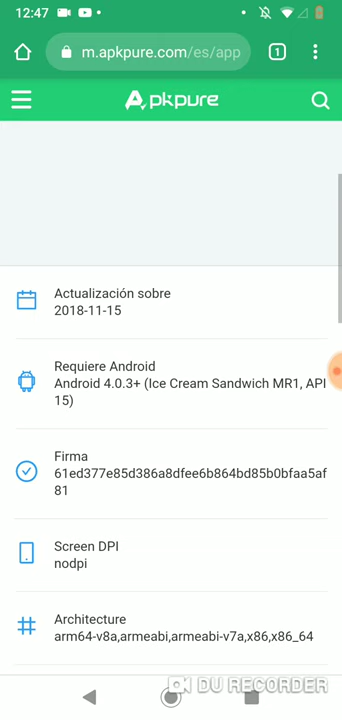 12:47
m.apkpure.com/es/app
1
Apkpure
Actualización sobre
2018-11-15
Requiere Android
Android 4.0.3+ (Ice Cream Sandwich MR1, API
15)
Firma
61ed377e85d386a8dfee6b864bd85b0bfaa5af
81
Screen DPI
nodpi
Architecture
arm64-v8a,armeabi,armeabi-v7a,x86,x86_64
DU RECORDER